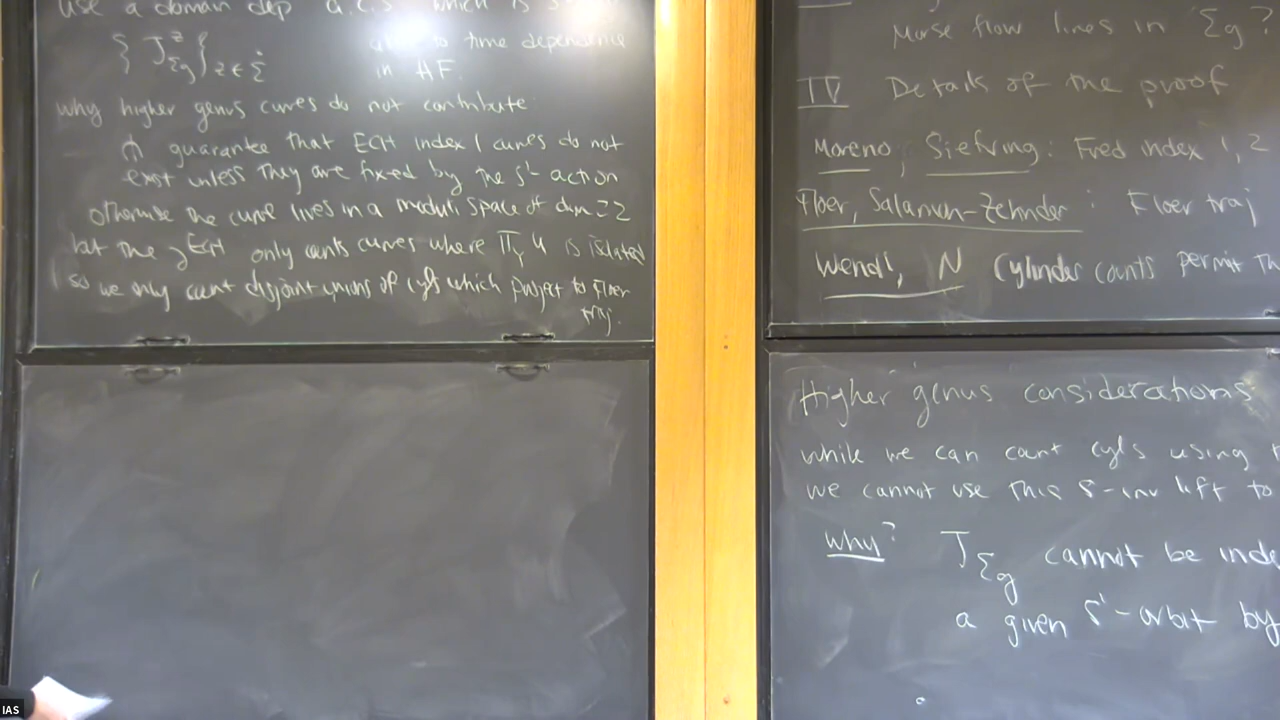 use a domain dep a.c.s which is
{ J^z_{Σg} }_{z ∈ Σ̇} to time dependence
in HF.
why higher genus curves do not contribute
⋔ guarantee that ECH index 1 curves do not
exist unless they are fixed by the S¹-action
otherwise the curve lives in a moduli space of dim ≥ 2
but the ∂^ECH only counts curves where π_Y u is isolated
so we only count disjoint unions of cyls which project to Floer
traj.
Morse flow lines in Σg?
IV Details of the proof
Moreno, Siefring: Fred index 1, 2
Floer, Salamon-Zehnder: Floer traj
Wendl, N Cylinder counts permit
Higher genus considerations
while we can count cyls using
we cannot use this S¹-inv lift to
why? J_{Σg} cannot be inde
a given S¹-orbit by
IAS